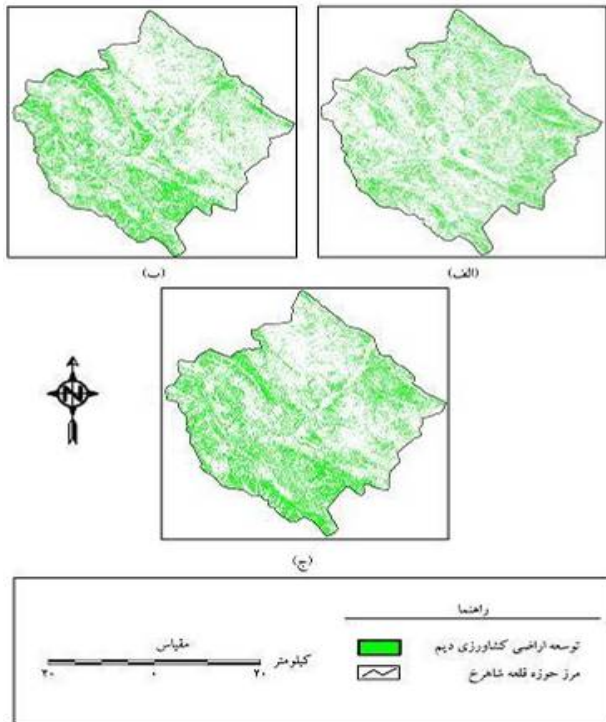 (الف)
(ب)
N
(ج)
راهنما
توسعه اراضی کشاورزی دیم
مرز حوزه قلعه شاهرخ
مقیاس
کیلومتر
۲۰ ۰ ۲۰